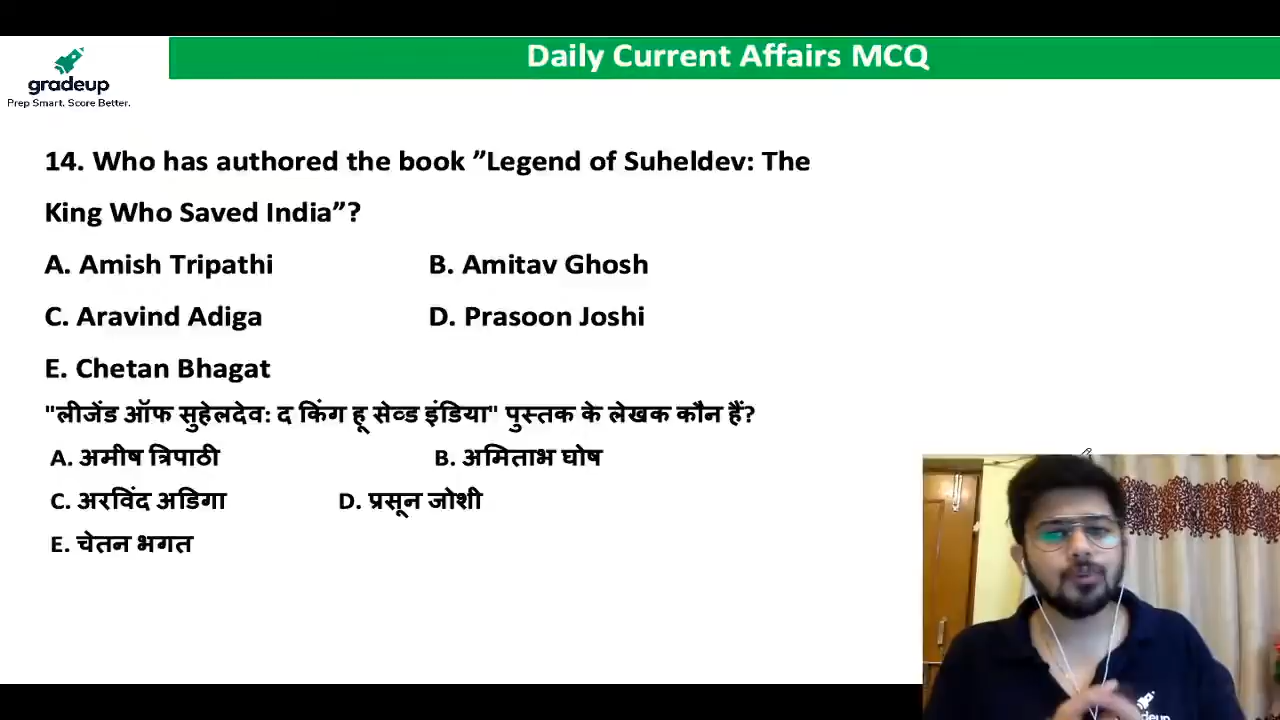 Daily Current Affairs MCQ
gradeup
Prep Smart. Score Better.
14. Who has authored the book ”Legend of Suheldev: The
King Who Saved India”?
A. Amish Tripathi B. Amitav Ghosh
C. Aravind Adiga D. Prasoon Joshi
E. Chetan Bhagat
"लीजेंड ऑफ सुहेलदेव: द किंग हू सेव्ड इंडिया" पुस्तक के लेखक कौन हैं?
A. अमीष त्रिपाठी B. अमिताभ घोष
C. अरविंद अडिगा D. प्रसून जोशी
E. चेतन भगत
gradeup